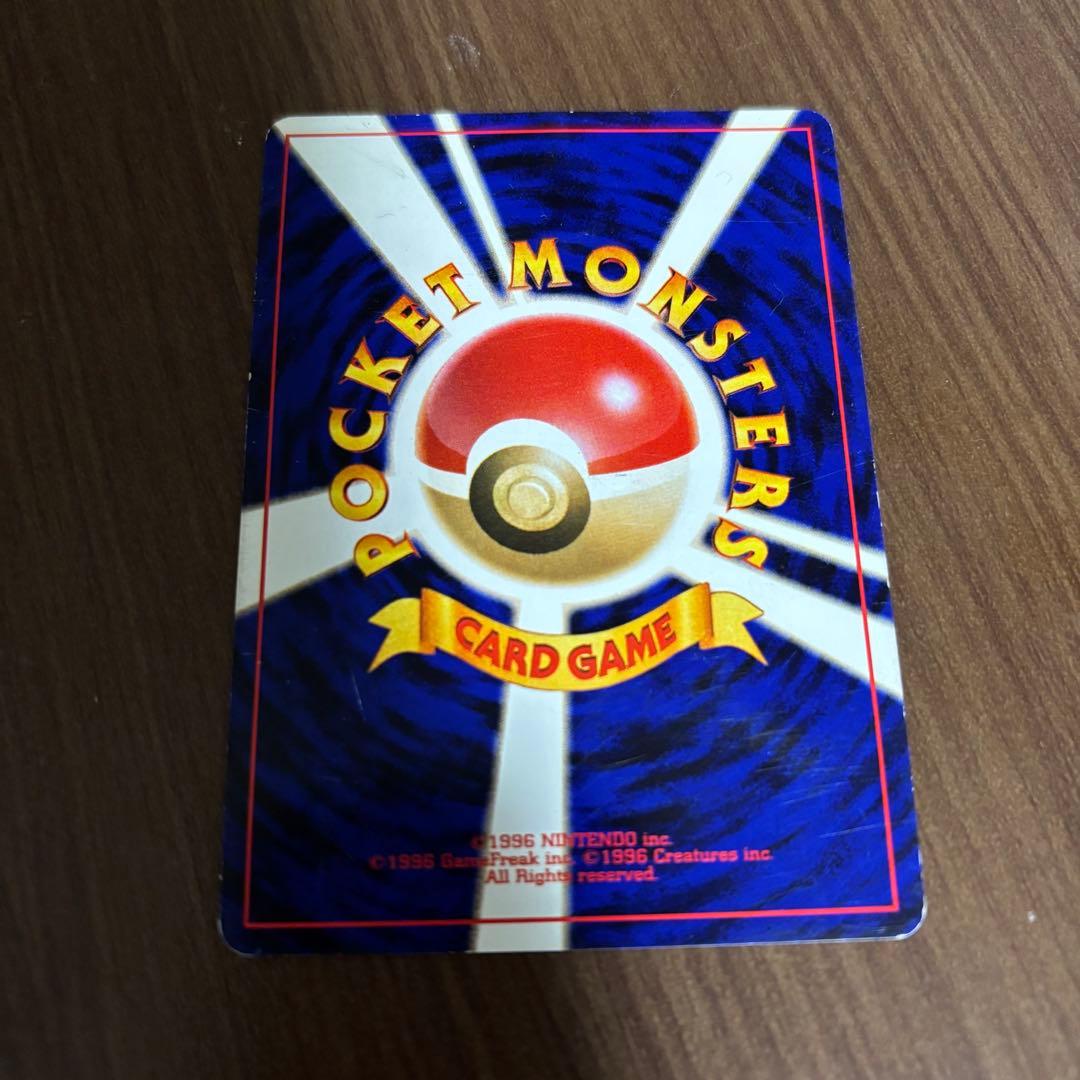 POCKET MONSTERS
CARD GAME
©1996 NINTENDO inc.
©1996 GameFreak inc. ©1996 Creatures inc.
All Rights reserved.